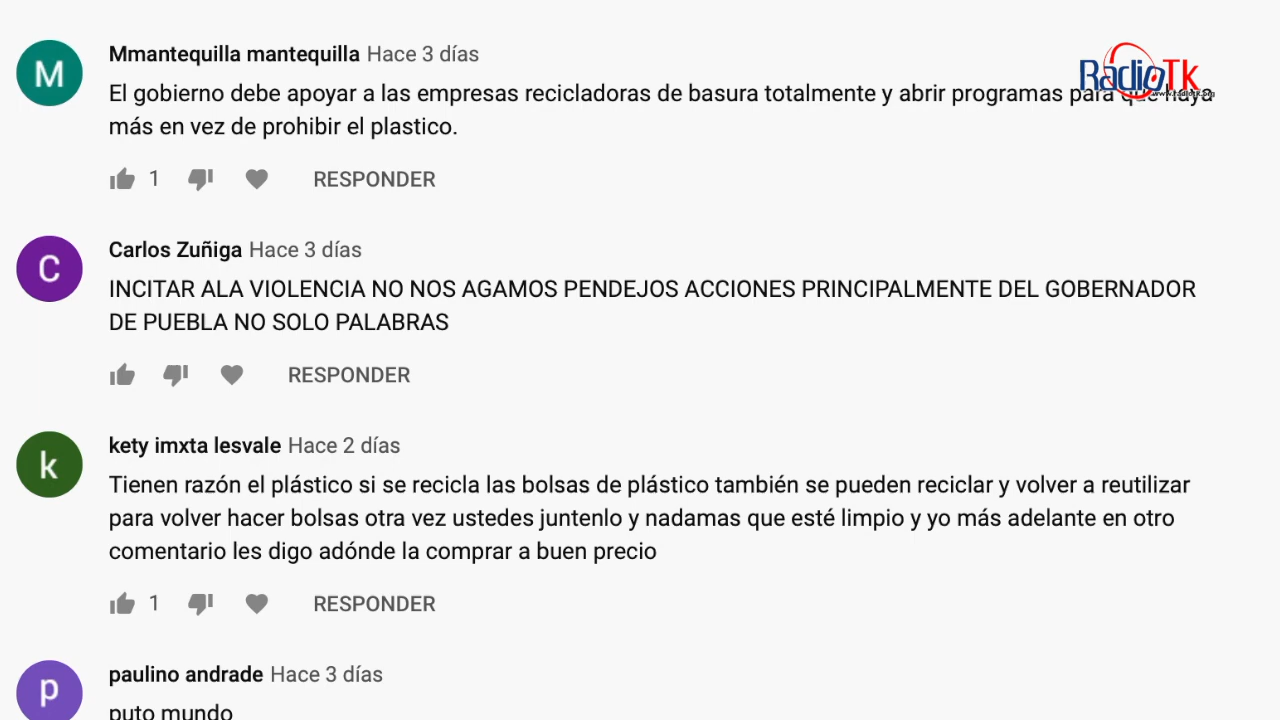 M
Mmantequilla mantequilla Hace 3 días
RadioTk
www.radiotk.org
El gobierno debe apoyar a las empresas recicladoras de basura totalmente y abrir programas para que haya
más en vez de prohibir el plastico.
1 RESPONDER
C
Carlos Zuñiga Hace 3 días
INCITAR ALA VIOLENCIA NO NOS AGAMOS PENDEJOS ACCIONES PRINCIPALMENTE DEL GOBERNADOR
DE PUEBLA NO SOLO PALABRAS
RESPONDER
k
kety imxta lesvale Hace 2 días
Tienen razón el plástico si se recicla las bolsas de plástico también se pueden reciclar y volver a reutilizar
para volver hacer bolsas otra vez ustedes juntenlo y nadamas que esté limpio y yo más adelante en otro
comentario les digo adónde la comprar a buen precio
1 RESPONDER
p
paulino andrade Hace 3 días
puto mundo